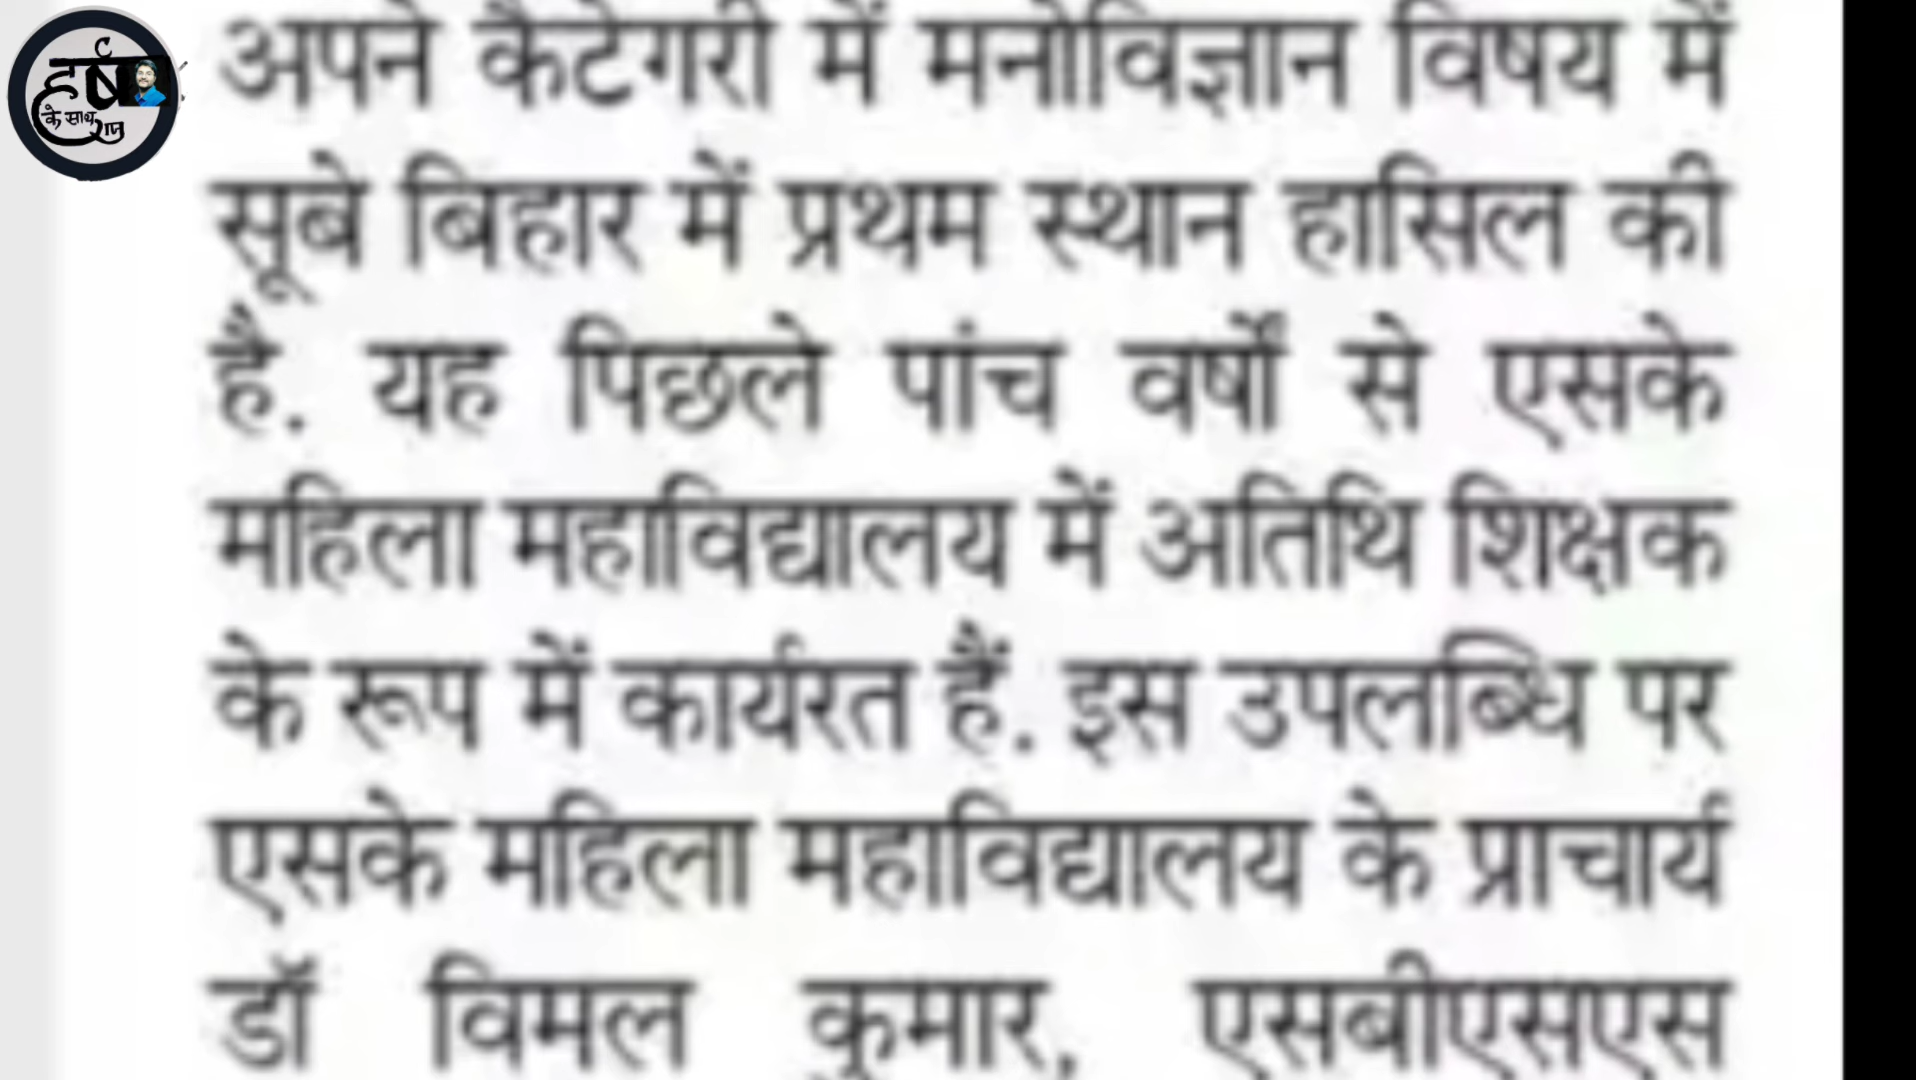 हर्ष
के साथ
राज
अपने कैटेगरी में मनोविज्ञान विषय में
सूबे बिहार में प्रथम स्थान हासिल की
है. यह पिछले पांच वर्षों से एसके
महिला महाविद्यालय में अतिथि शिक्षक
के रूप में कार्यरत हैं. इस उपलब्धि पर
एसके महिला महाविद्यालय के प्राचार्य
डॉ विमल कुमार, एसबीएसएस